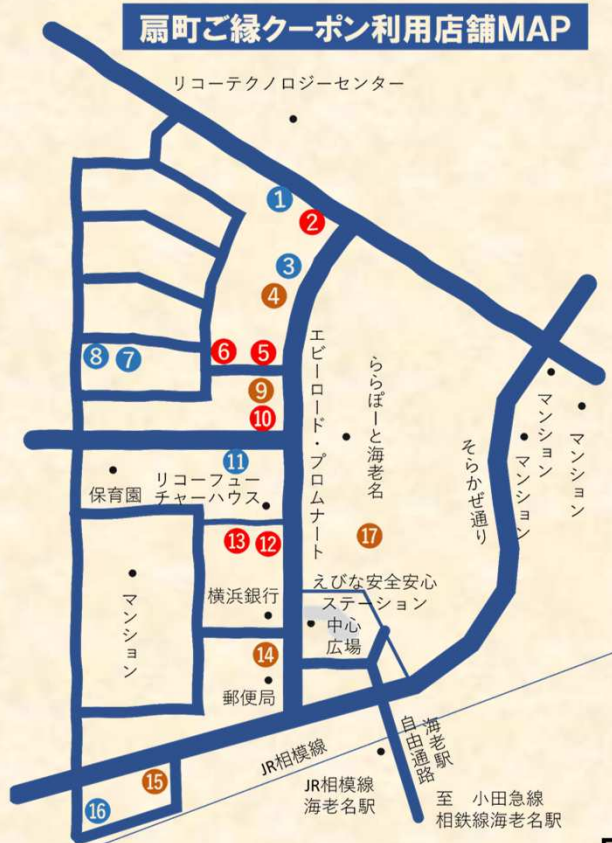 扇町ご縁クーポン利用店舗MAP
リコーテクノロジーセンター
1
2
3
4
6
5
8
7
9
10
エビーロード・プロムナート
ららぽーと海老名
そらかぜ通り
マンション
マンション
マンション
11
保育園
リコーフュー
チャーハウス
13
12
17
マンション
横浜銀行
えびな安全安心
ステーション
中心
広場
14
郵便局
JR相模線
海老名駅
自由通路
15
16
JR相模線
海老名駅
至 小田急線
相鉄線海老名駅